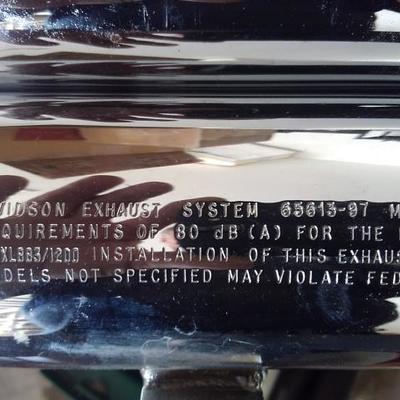 VIDSON EXHAUST SYSTEM 65613-97 M
QUIREMENTS OF 80 dB (A) FOR THE
XL883/1200 INSTALLATION OF THIS EXHAUS
ODELS NOT SPECIFIED MAY VIOLATE FED